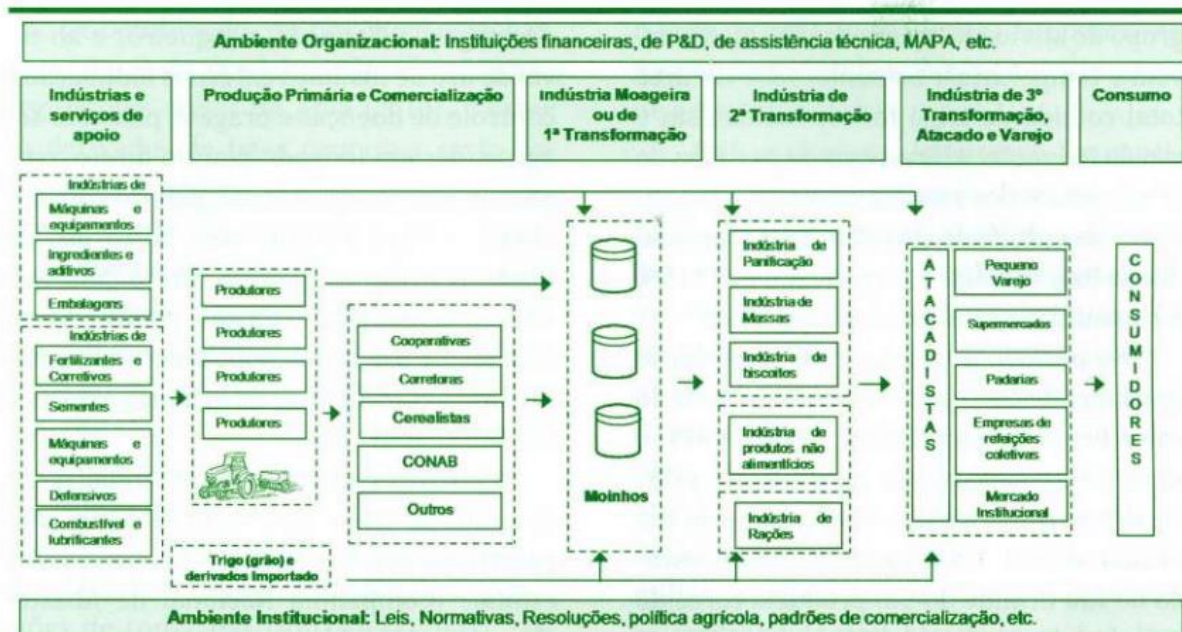 Ambiente Organizacional: Instituições financeiras, de P&D, de assistência técnica, MAPA, etc.
Indústrias e
serviços de
apoio
Produção Primária e Comercialização
Indústria Moageira
ou de
1ª Transformação
Indústria de
2ª Transformação
Indústria de 3º
Transformação,
Atacado e Varejo
Consumo
Indústrias de
Máquinas e
equipamentos
Ingredientes e
aditivos
Embalagens
Indústrias de
Fertilizantes e
Corretivos
Sementes
Máquinas e
equipamentos
Defensivos
Combustível e
lubrificantes
Produtores
Produtores
Produtores
Produtores
Cooperativas
Corretoras
Cerealistas
CONAB
Outros
Trigo (grão) e
derivados Importado
Moinhos
Indústria de
Panificação
Indústria de
Massas
Indústria de
biscoitos
Indústria de
produtos não
alimentícios
Indústria de
Rações
ATACADISTAS
Pequeno
Varejo
Supermercados
Padarias
Empresas de
refeições
coletivas
Mercado
Institucional
CONSUMIDORES
Ambiente Institucional: Leis, Normativas, Resoluções, política agrícola, padrões de comercialização, etc.